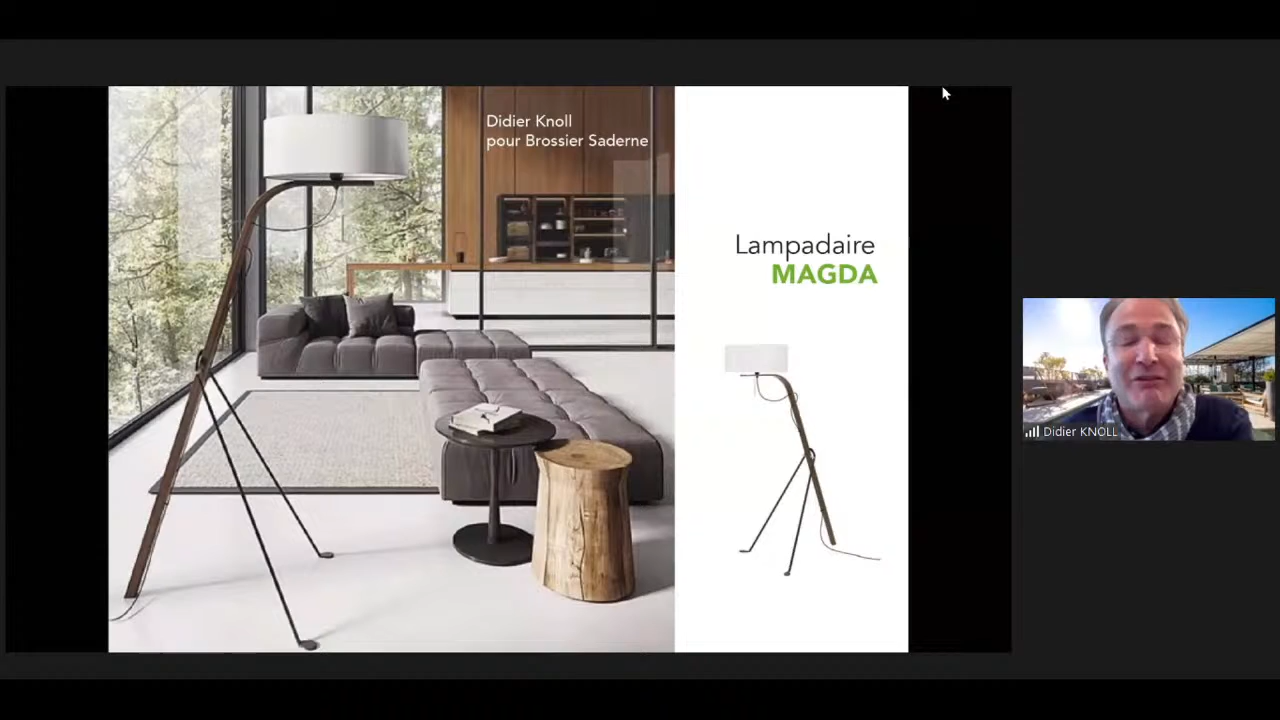 Didier Knoll
pour Brossier Saderne
Lampadaire
MAGDA
Didier KNOLL